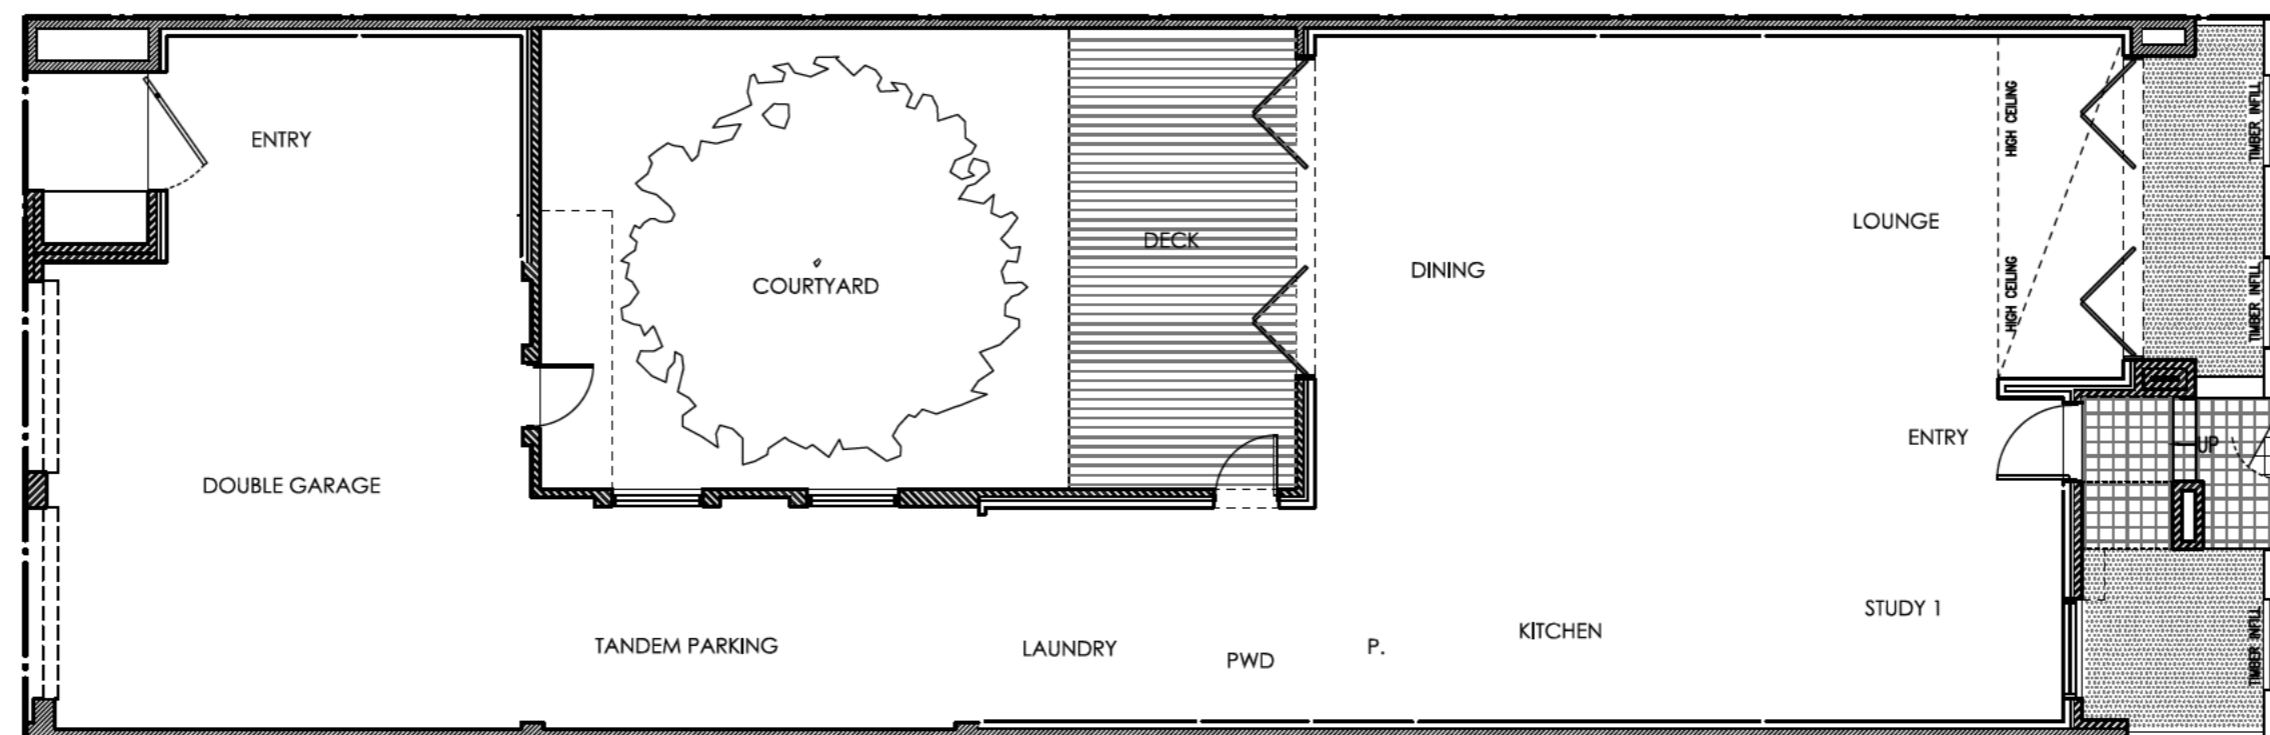 ENTRY
HIGH CEILING
TIMBER INFILL
LOUNGE
DECK
DINING
COURTYARD
HIGH CEILING
TIMBER INFILL
ENTRY
UP
DOUBLE GARAGE
STUDY 1
KITCHEN
TANDEM PARKING
LAUNDRY
PWD
P.
TIMBER INFILL